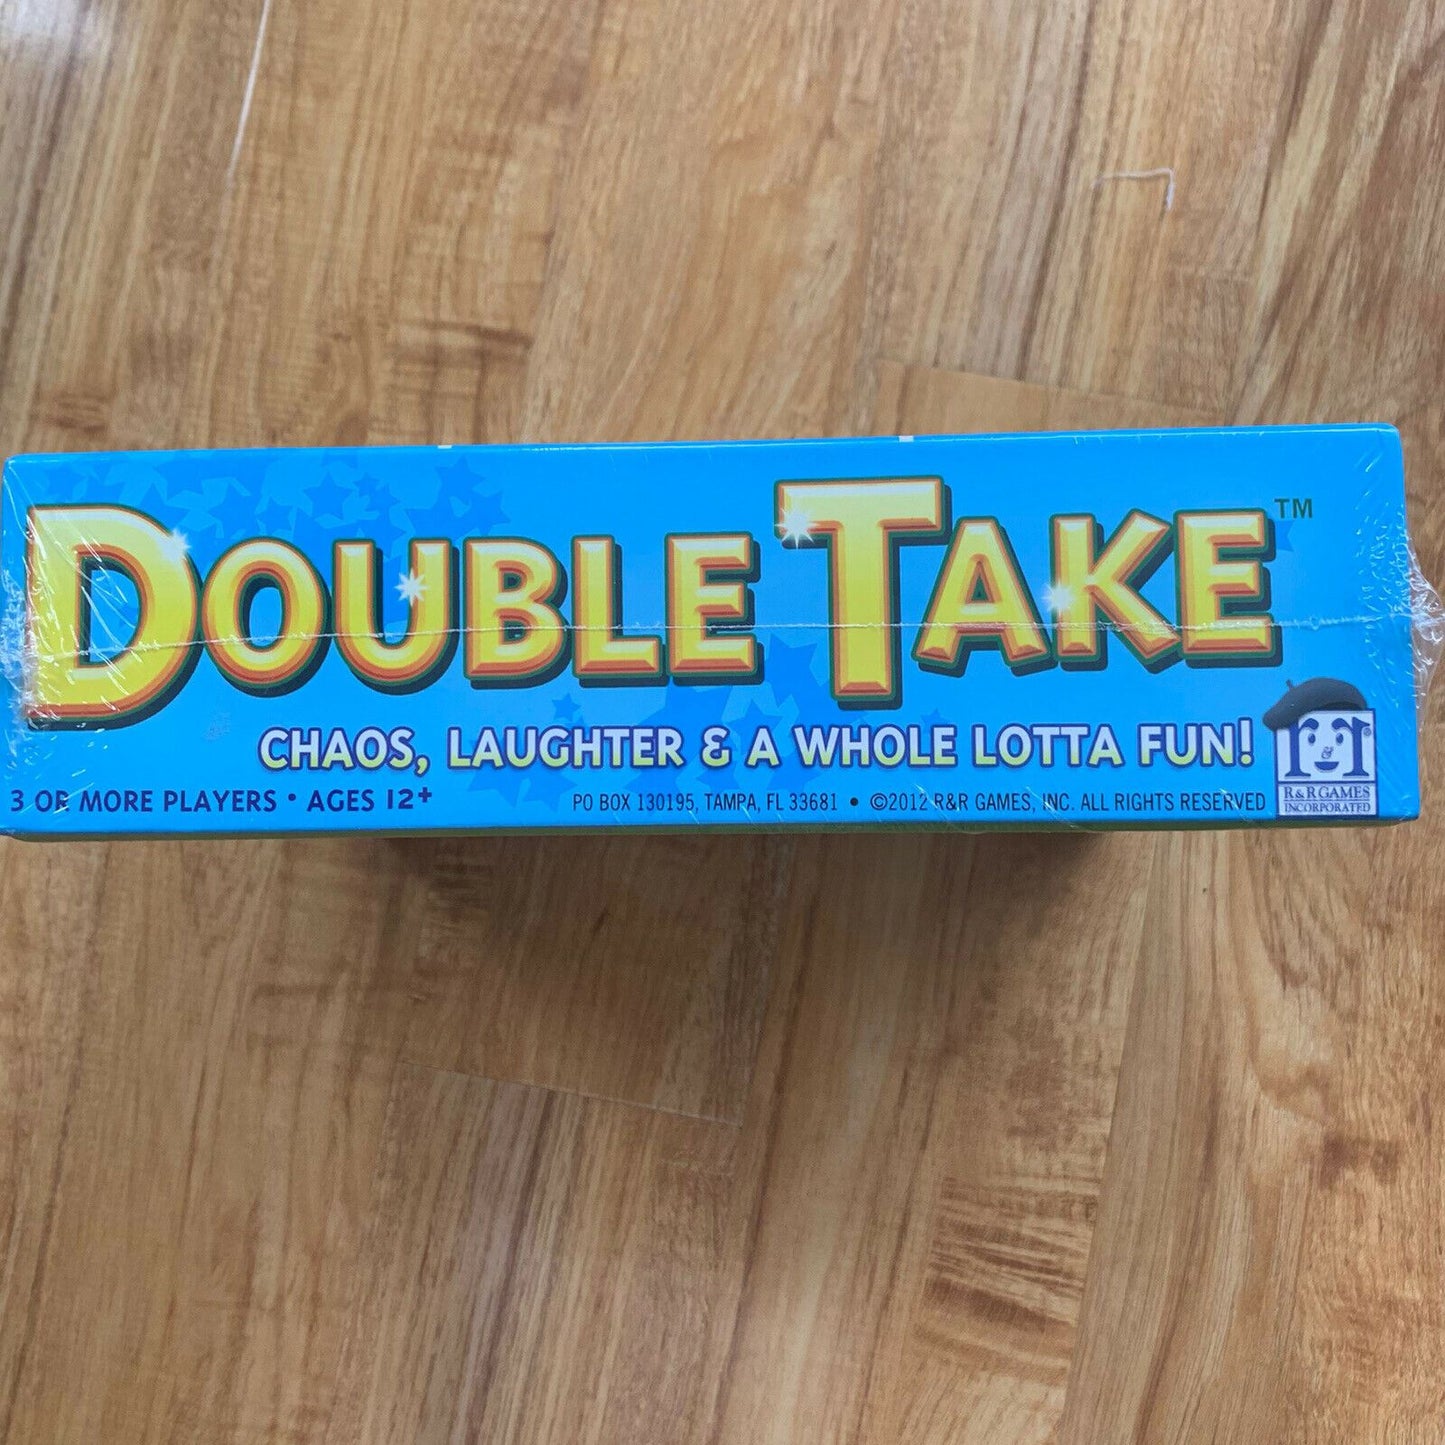 DOUBLE TAKE™
CHAOS, LAUGHTER & A WHOLE LOTTA FUN!
3 OR MORE PLAYERS • AGES 12+
PO BOX 130195, TAMPA, FL 33681 • ©2012 R&R GAMES, INC. ALL RIGHTS RESERVED
r&r®
R&R GAMES
INCORPORATED